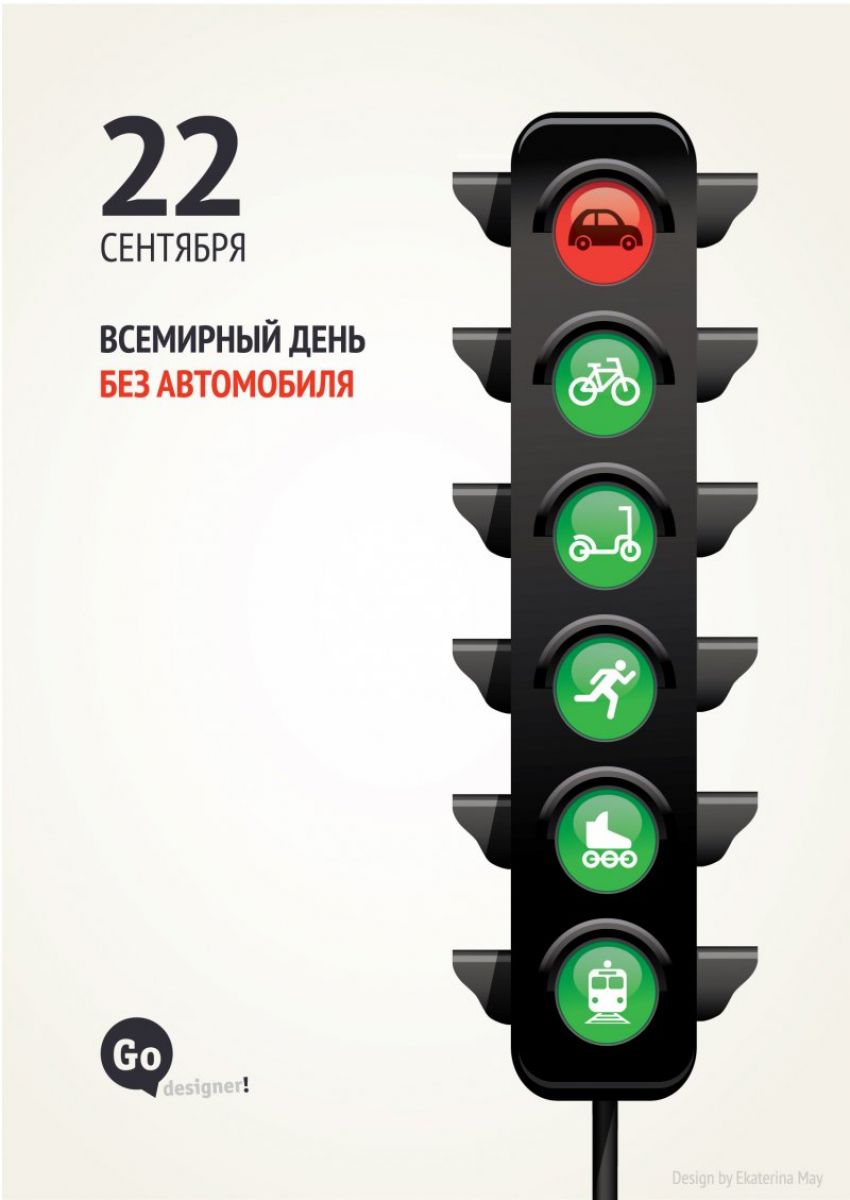 22
СЕНТЯБРЯ
ВСЕМИРНЫЙ ДЕНЬ
БЕЗ АВТОМОБИЛЯ
Go
designer!
Design by Ekaterina May